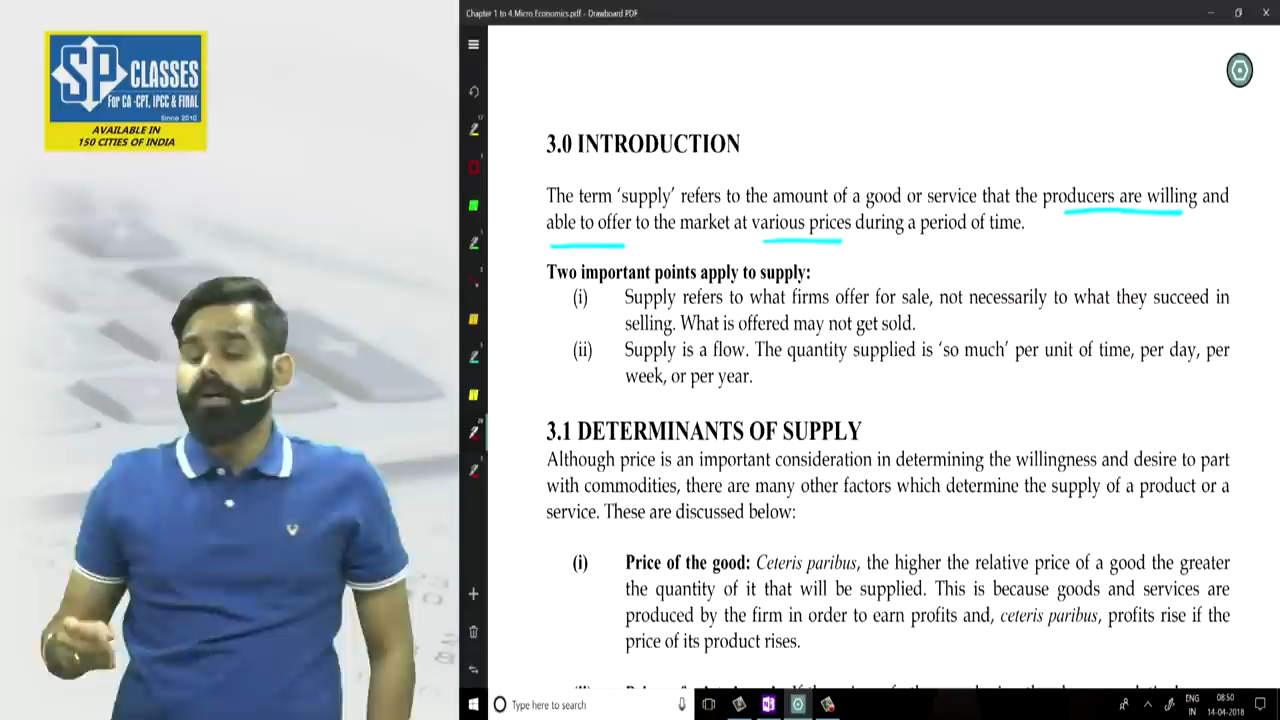 Chapter 1 to 4 Micro Economics.pdf - Drawboard PDF
SP CLASSES
For CA-CPT, IPCC & FINAL
Since 2010
AVAILABLE IN
150 CITIES OF INDIA
3.0 INTRODUCTION
The term ‘supply’ refers to the amount of a good or service that the producers are willing and
able to offer to the market at various prices during a period of time.
Two important points apply to supply:
(i) Supply refers to what firms offer for sale, not necessarily to what they succeed in
selling. What is offered may not get sold.
(ii) Supply is a flow. The quantity supplied is ‘so much’ per unit of time, per day, per
week, or per year.
3.1 DETERMINANTS OF SUPPLY
Although price is an important consideration in determining the willingness and desire to part
with commodities, there are many other factors which determine the supply of a product or a
service. These are discussed below:
(i) Price of the good: Ceteris paribus, the higher the relative price of a good the greater
the quantity of it that will be supplied. This is because goods and services are
produced by the firm in order to earn profits and, ceteris paribus, profits rise if the
price of its product rises.
Type here to search
ENG
IN
08:50
14-04-2018